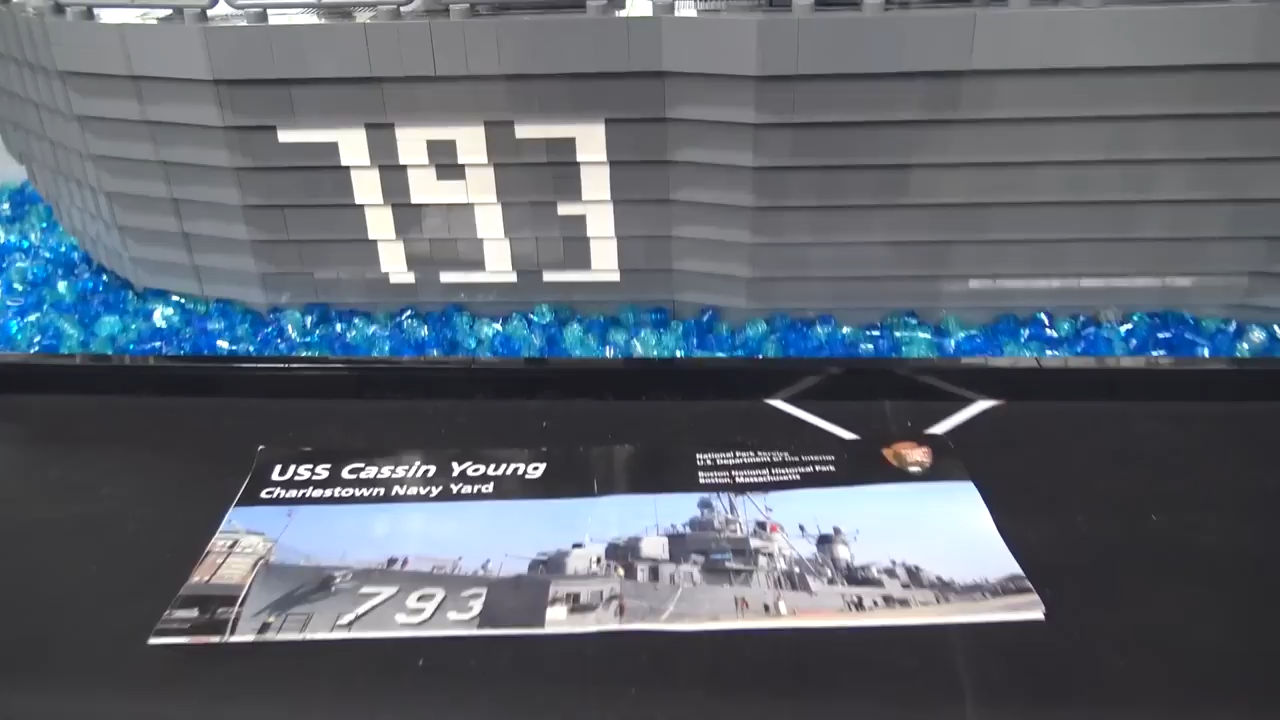 793
USS Cassin Young
Charlestown Navy Yard
National Park Service
U.S. Department of the Interior
Boston National Historical Park
Boston, Massachusetts
793